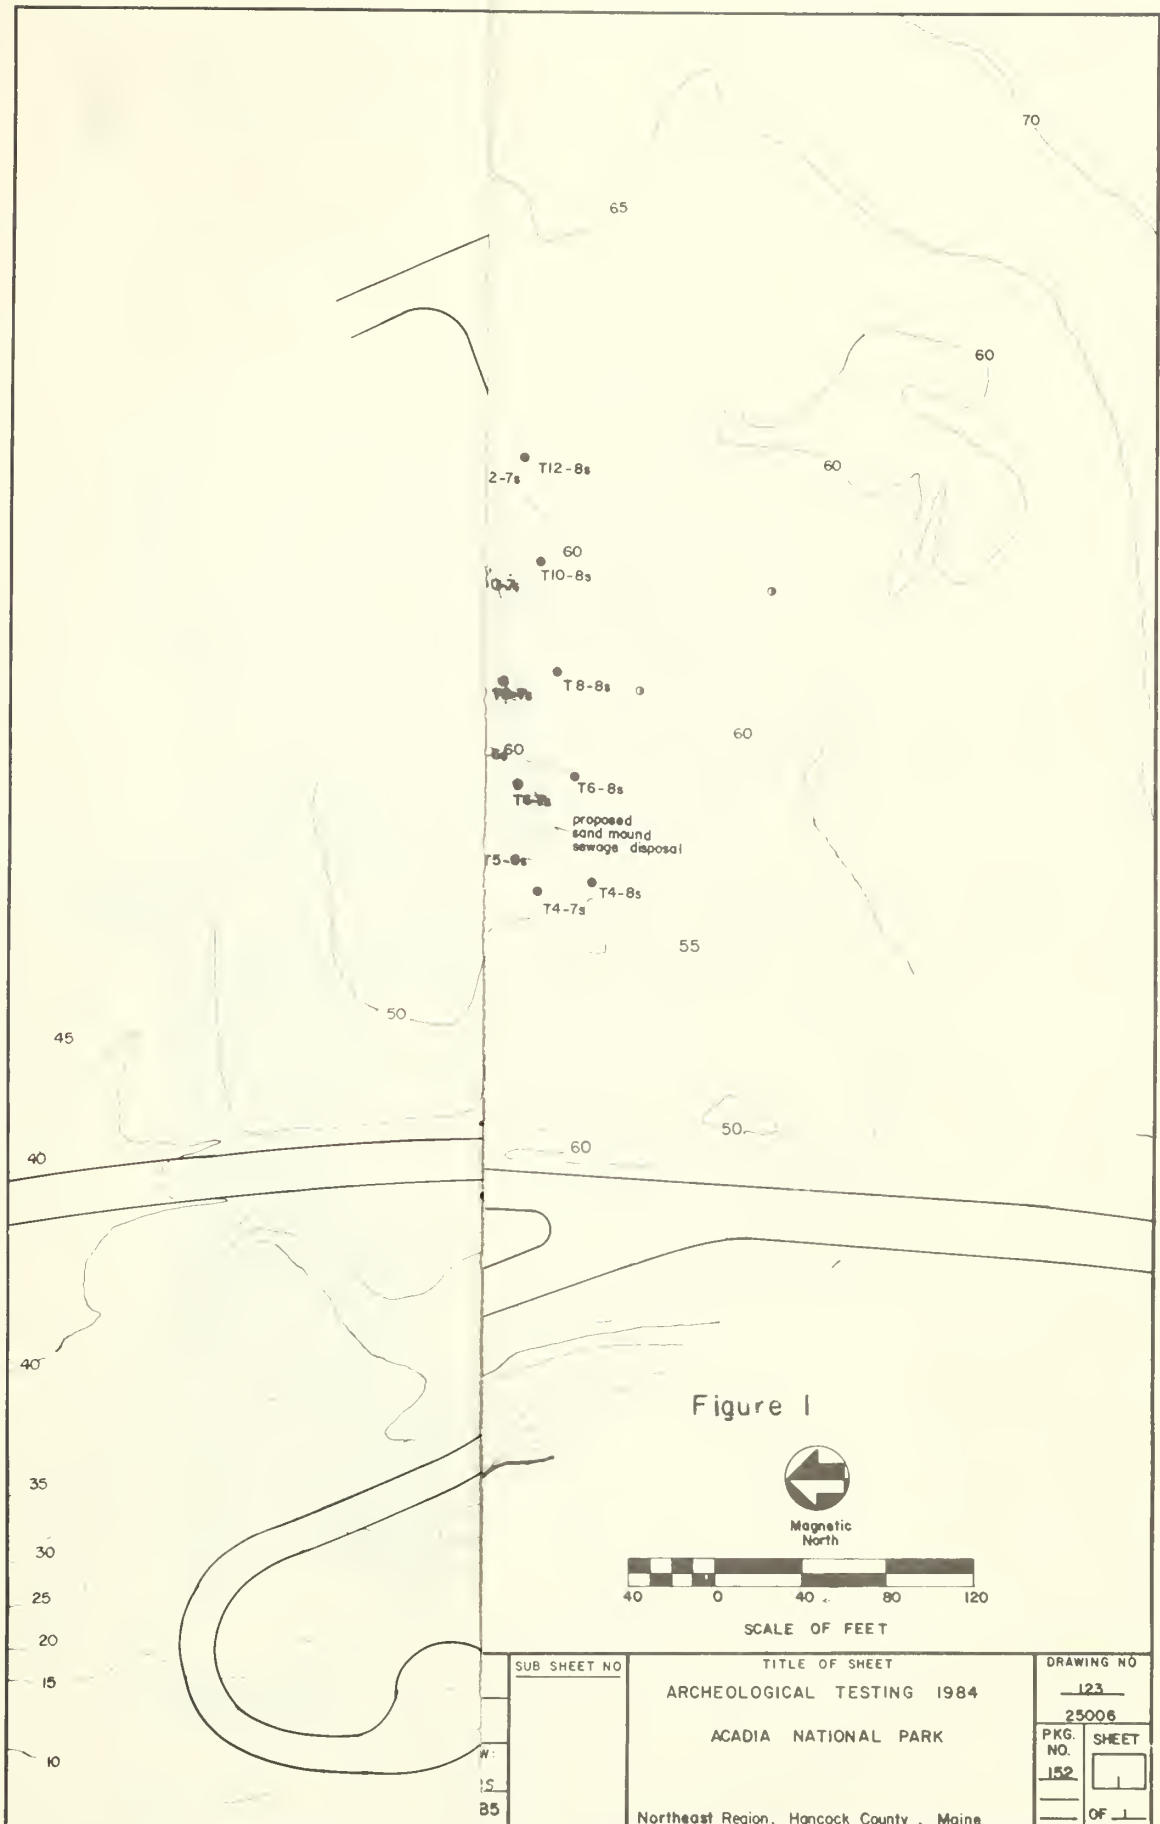 70
65
60
60
T12-8s
2-7s
60
T10-8s
T8-8s
60
60
T6-8s
proposed
sand mound
sewage disposal
T4-8s
T4-7s
55
50
45
50
60
40
40
Figure 1
35
Magnetic
North
30
25
40 0 40 80 120
SCALE OF FEET
20
15
10
SUB SHEET NO
TITLE OF SHEET
ARCHEOLOGICAL TESTING 1984
ACADIA NATIONAL PARK
Northeast Region, Hancock County, Maine
DRAWING NO
123
25006
PKG.
NO.
152
SHEET
1
OF 1
W:
85